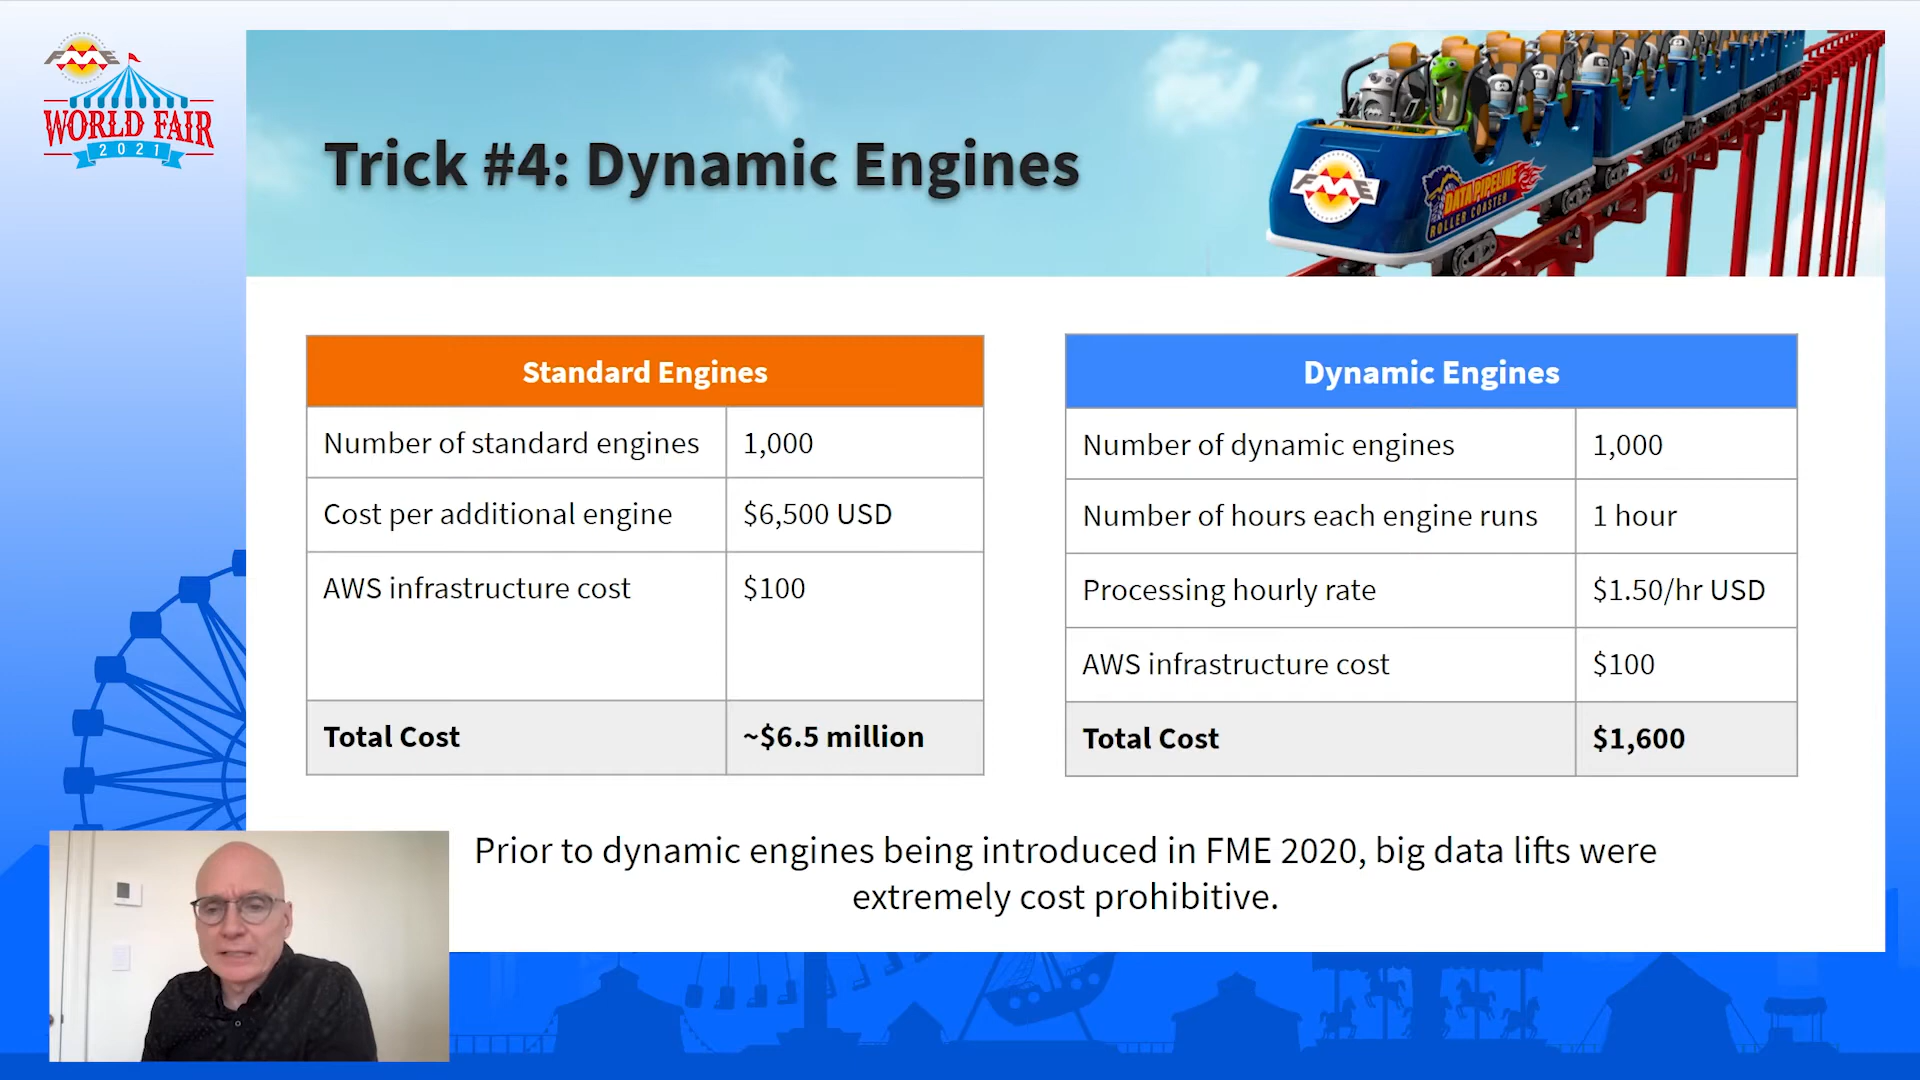 FME
WORLD FAIR
2021
Trick #4: Dynamic Engines
FME
DATA PIPELINE
ROLLER COASTER
Standard Engines
Number of standard engines 1,000
Cost per additional engine $6,500 USD
AWS infrastructure cost $100
Total Cost ~$6.5 million
Dynamic Engines
Number of dynamic engines 1,000
Number of hours each engine runs 1 hour
Processing hourly rate $1.50/hr USD
AWS infrastructure cost $100
Total Cost $1,600
Prior to dynamic engines being introduced in FME 2020, big data lifts were
extremely cost prohibitive.